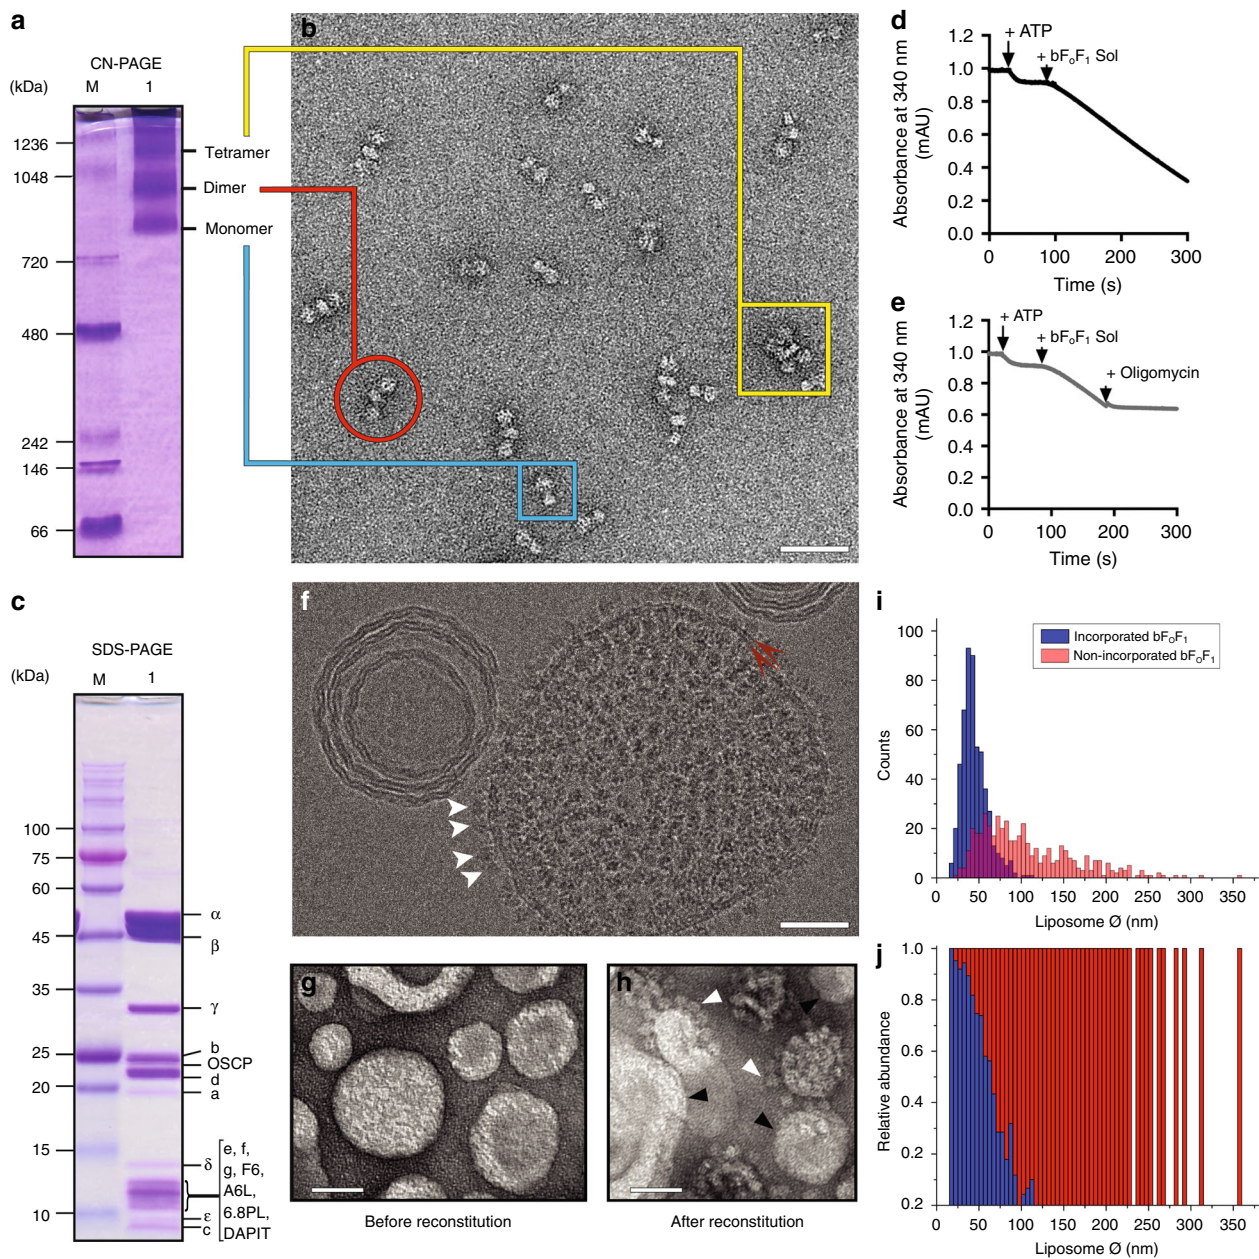 a
CN-PAGE
(kDa)
M
1
1236
1048
720
480
242
146
66
Tetramer
Dimer
Monomer
b
c
SDS-PAGE
(kDa)
M
1
100
75
60
45
35
25
20
15
10
α
β
γ
b
OSCP
d
a
δ
ε
c
e, f,
g, F6,
A6L,
6.8PL,
DAPIT
d
+ ATP
+ bFOF1 Sol
Absorbance at 340 nm
(mAU)
1.2
1.0
0.8
0.6
0.4
0.2
0.0
0
100
200
300
Time (s)
e
+ ATP
+ bFOF1 Sol
+ Oligomycin
Absorbance at 340 nm
(mAU)
1.2
1.0
0.8
0.6
0.4
0.2
0.0
0
100
200
300
Time (s)
f
g
Before reconstitution
h
After reconstitution
i
Incorporated bFOF1
Non-incorporated bFOF1
Counts
100
80
60
40
20
0
0
50
100
150
200
250
300
350
Liposome Ø (nm)
j
Relative abundance
1.0
0.8
0.6
0.4
0.2
0
50
100
150
200
250
300
350
Liposome Ø (nm)